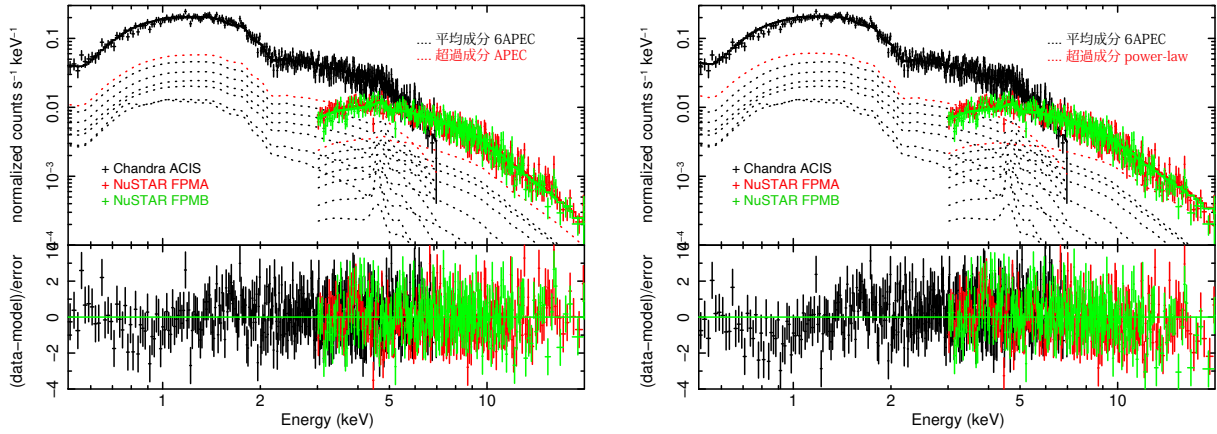 normalized counts s⁻¹ keV⁻¹
0.1
0.01
10⁻³
10⁻⁴
.... 平均成分 6APEC
.... 超過成分 APEC
+ Chandra ACIS
+ NuSTAR FPMA
+ NuSTAR FPMB
(data−model)/error
2
0
−2
−4
1
2
5
10
Energy (keV)
normalized counts s⁻¹ keV⁻¹
0.1
0.01
10⁻³
10⁻⁴
.... 平均成分 6APEC
.... 超過成分 power-law
+ Chandra ACIS
+ NuSTAR FPMA
+ NuSTAR FPMB
(data−model)/error
2
0
−2
−4
1
2
5
10
Energy (keV)